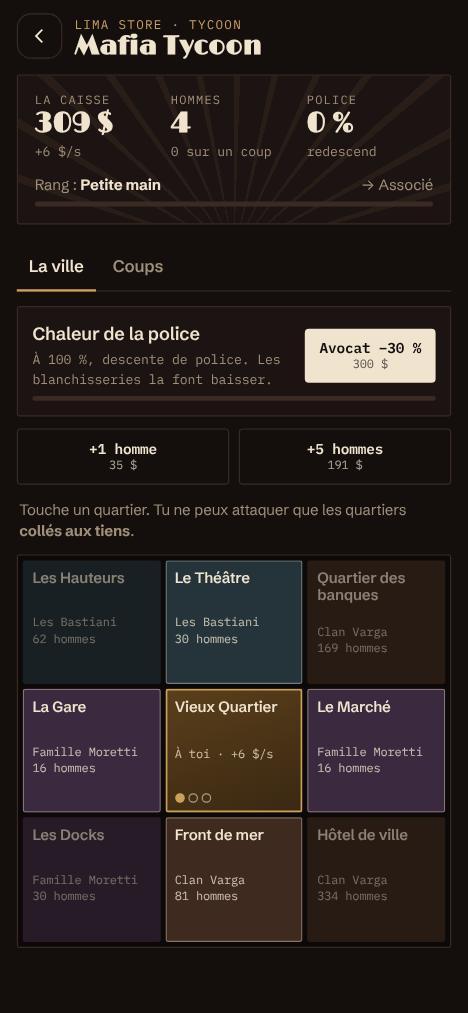 LIMA STORE · TYCOON
Mafia Tycoon
LA CAISSE HOMMES POLICE
309 $ 4 0 %
+6 $/s 0 sur un coup redescend
Rang : Petite main → Associé
La ville Coups
Chaleur de la police
À 100 %, descente de police. Les
blanchisseries la font baisser.
Avocat −30 %
300 $
+1 homme
35 $
+5 hommes
191 $
Touche un quartier. Tu ne peux attaquer que les quartiers
collés aux tiens.
Les Hauteurs
Les Bastiani
62 hommes
Le Théâtre
Les Bastiani
30 hommes
Quartier des
banques
Clan Varga
169 hommes
La Gare
Famille Moretti
16 hommes
Vieux Quartier
À toi · +6 $/s
Le Marché
Famille Moretti
16 hommes
Les Docks
Famille Moretti
30 hommes
Front de mer
Clan Varga
81 hommes
Hôtel de ville
Clan Varga
334 hommes